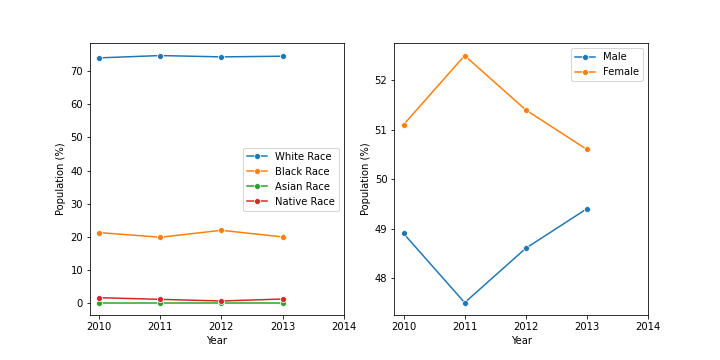 70
60
50
40
30
20
10
0
Population (%)
2010 2011 2012 2013 2014
Year
White Race
Black Race
Asian Race
Native Race
52
51
50
49
48
Population (%)
2010 2011 2012 2013 2014
Year
Male
Female